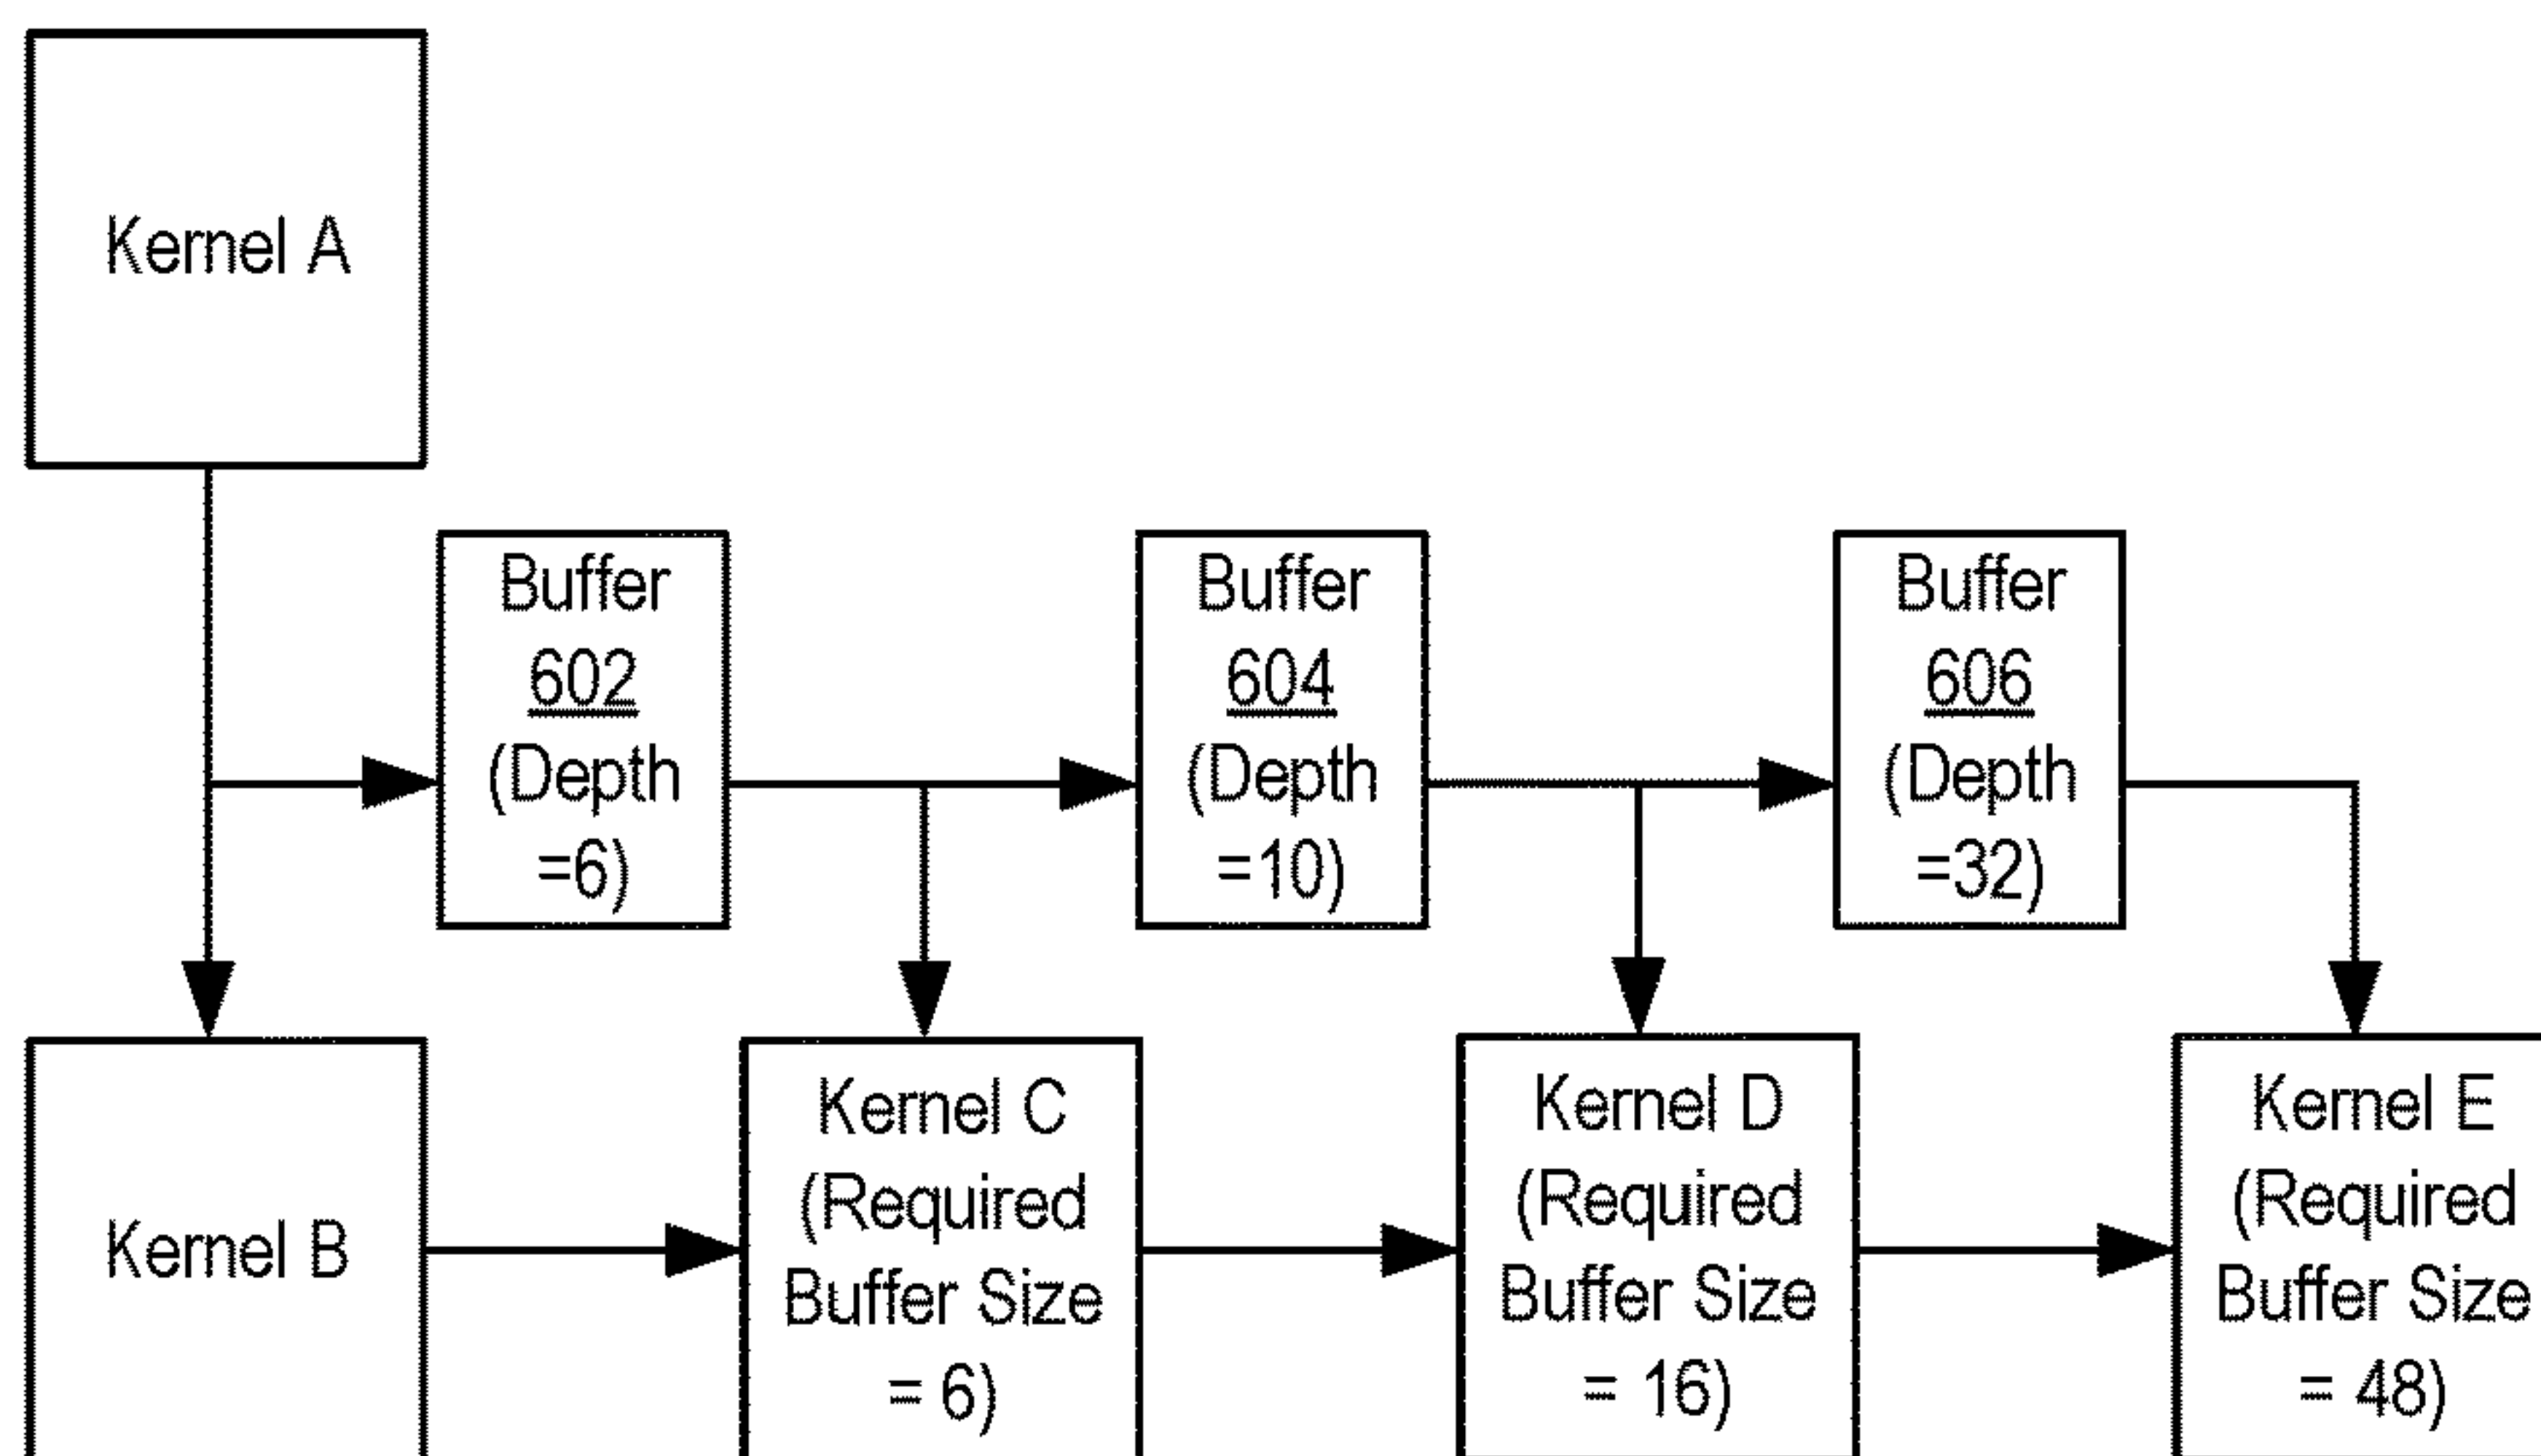 Kernel A
Buffer
602
(Depth
=6)
Buffer
604
(Depth
=10)
Buffer
606
(Depth
=32)
Kernel B
Kernel C
(Required
Buffer Size
= 6)
Kernel D
(Required
Buffer Size
= 16)
Kernel E
(Required
Buffer Size
= 48)